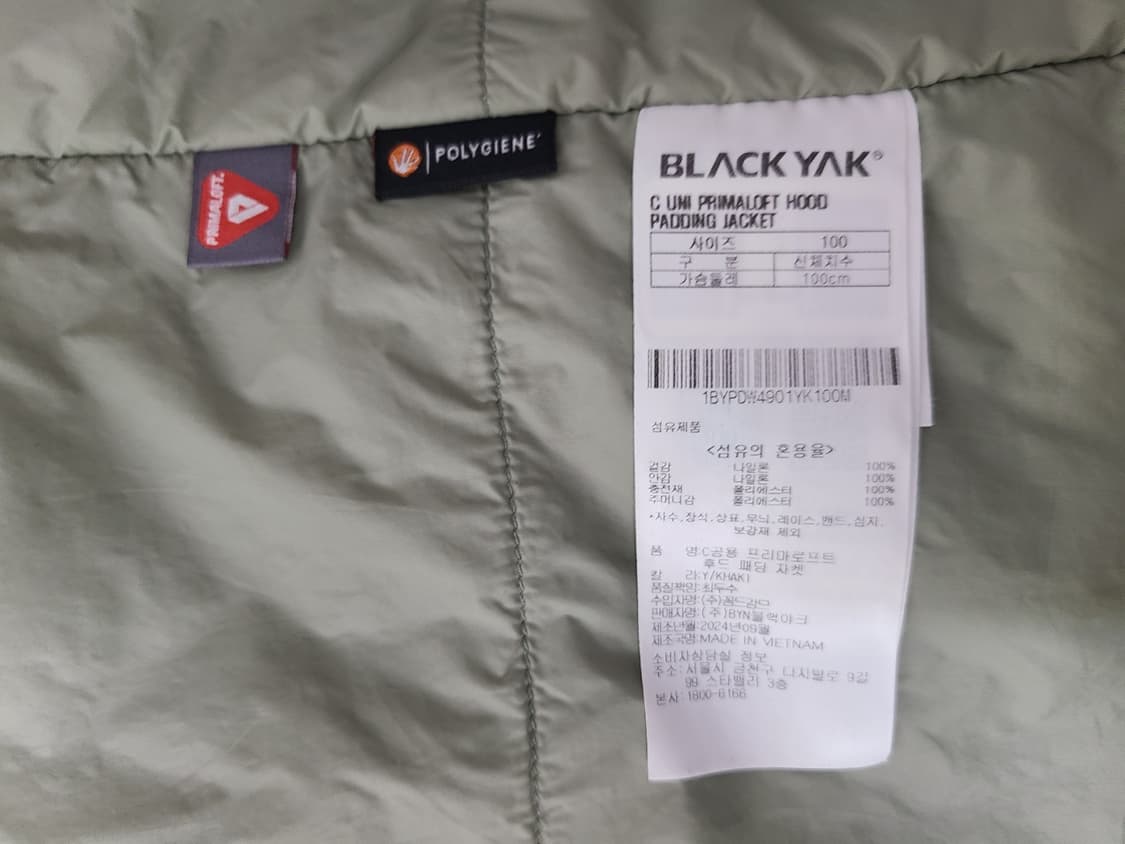 PRIMALOFT.
POLYGIENE®
BLACK YAK®
C UNI PRIMALOFT HOOD
PADDING JACKET
사이즈 100
구 분 신체치수
가슴둘레 100cm
1BYPDW4901YK100M
섬유제품
<섬유의 혼용율>
겉감 나일론 100%
안감 나일론 100%
충전재 폴리에스터 100%
주머니감 폴리에스터 100%
*자수,장식,상표,무늬,레이스,밴드,심지,
보강재 제외
품 명:C공용 프리마로프트
후드 패딩 자켓
칼 라:Y/KHAKI
품질책임:최두수
수입자명:(주)
판매자명:(주)BYN블랙야크
제조년월:2024년09월
제조국명:MADE IN VIETNAM
소비자상담실 정보
주소:서울시 금천구 디지털로 9길
99 스타밸리 3층
본사:1800-6166